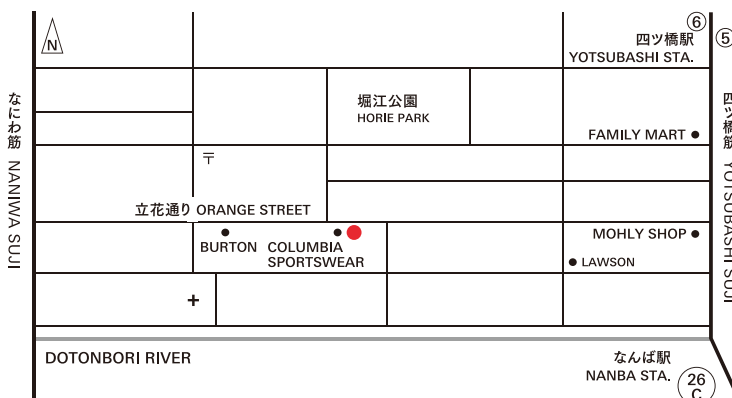 N
⑥
四ツ橋駅
YOTSUBASHI STA.
⑤
堀江公園
HORIE PARK
FAMILY MART
なにわ筋 NANIWA SUJI
四ツ橋筋 YOTSUBASHI SUJI
〒
立花通り ORANGE STREET
BURTON
COLUMBIA
SPORTSWEAR
MOHLY SHOP
LAWSON
DOTONBORI RIVER
なんば駅
NANBA STA.
26
C